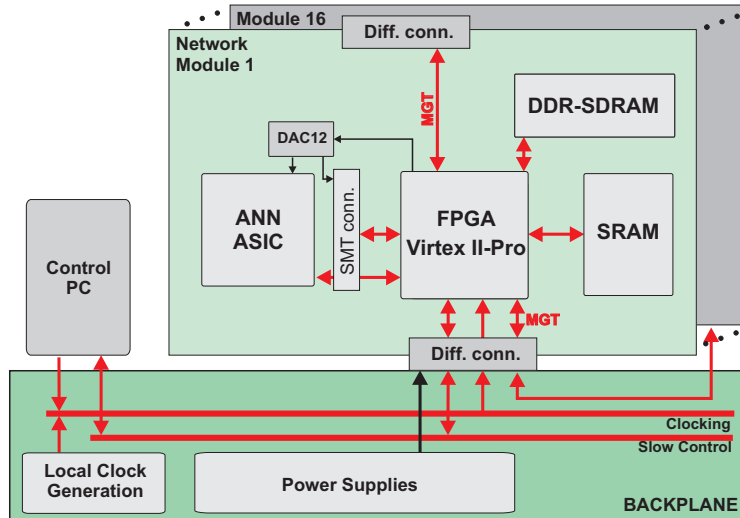 Module 16
Diff. conn.
Network
Module 1
MGT
DDR-SDRAM
DAC12
ANN
ASIC
SMT conn.
FPGA
Virtex II-Pro
SRAM
Control
PC
MGT
Diff. conn.
Clocking
Slow Control
Local Clock
Generation
Power Supplies
BACKPLANE